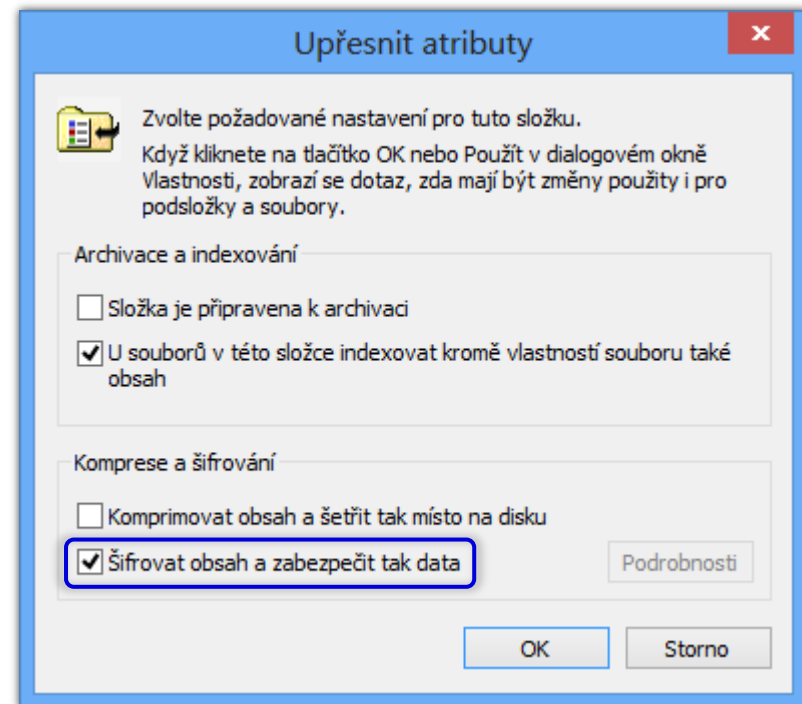 Upřesnit atributy
Zvolte požadované nastavení pro tuto složku.
Když kliknete na tlačítko OK nebo Použít v dialogovém okně
Vlastnosti, zobrazí se dotaz, zda mají být změny použity i pro
podsložky a soubory.
Archivace a indexování
Složka je připravena k archivaci
U souborů v této složce indexovat kromě vlastností souboru také
obsah
Komprese a šifrování
Komprimovat obsah a šetřit tak místo na disku
Šifrovat obsah a zabezpečit tak data
Podrobnosti
OK
Storno